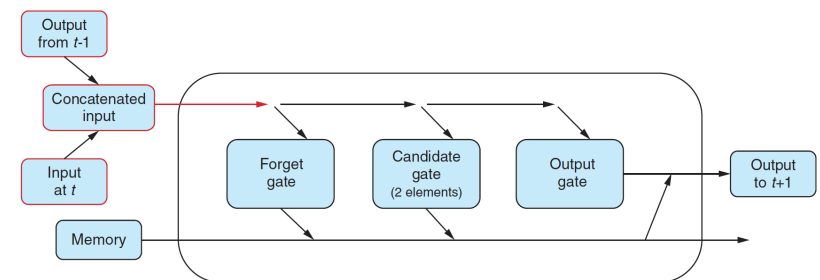 Output
from t-1
Concatenated
input
Input
at t
Memory
Forget
gate
Candidate
gate
(2 elements)
Output
gate
Output
to t+1